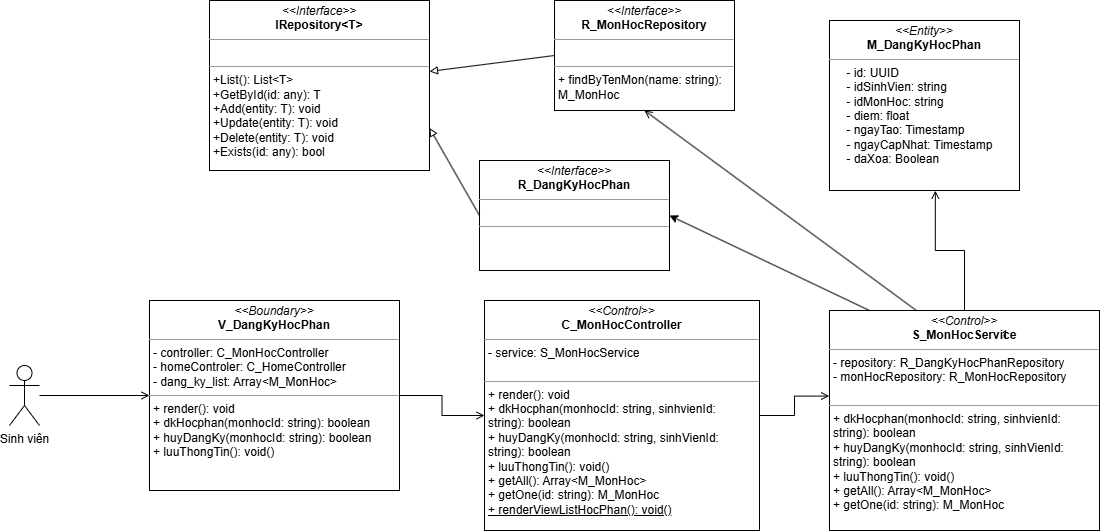 <<Interface>>
IRepository<T>
+List(): List<T>
+GetById(id: any): T
+Add(entity: T): void
+Update(entity: T): void
+Delete(entity: T): void
+Exists(id: any): bool
<<Interface>>
R_MonHocRepository
+ findByTenMon(name: string):
M_MonHoc
<<Entity>>
M_DangKyHocPhan
- id: UUID
- idSinhVien: string
- idMonHoc: string
- diem: float
- ngayTao: Timestamp
- ngayCapNhat: Timestamp
- daXoa: Boolean
<<Interface>>
R_DangKyHocPhan
Sinh viên
<<Boundary>>
V_DangKyHocPhan
- controller: C_MonHocController
- homeControler: C_HomeController
- dang_ky_list: Array<M_MonHoc>
+ render(): void
+ dkHocphan(monhocId: string): boolean
+ huyDangKy(monhocId: string): boolean
+ luuThongTin(): void()
<<Control>>
C_MonHocController
- service: S_MonHocService
+ render(): void
+ dkHocphan(monhocId: string, sinhvienId:
string): boolean
+ huyDangKy(monhocId: string, sinhVienId:
string): boolean
+ luuThongTin(): void()
+ getAll(): Array<M_MonHoc>
+ getOne(id: string): M_MonHoc
+ renderViewListHocPhan(): void()
<<Control>>
S_MonHocService
- repository: R_DangKyHocPhanRepository
- monHocRepository: R_MonHocRepository
+ dkHocphan(monhocId: string, sinhvienId:
string): boolean
+ huyDangKy(monhocId: string, sinhVienId:
string): boolean
+ luuThongTin(): void()
+ getAll(): Array<M_MonHoc>
+ getOne(id: string): M_MonHoc